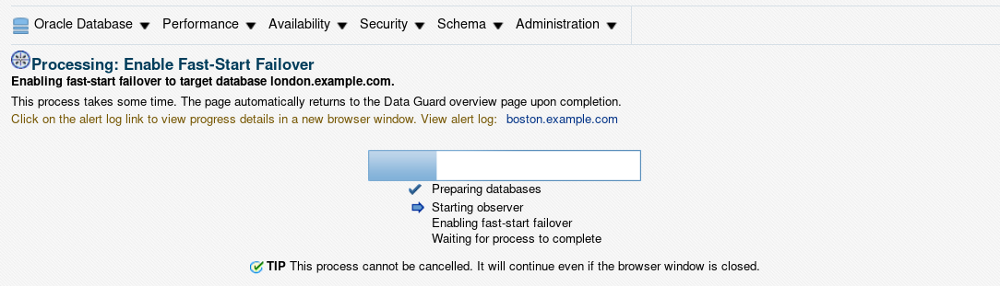 Oracle Database Performance Availability Security Schema Administration
Processing: Enable Fast-Start Failover
Enabling fast-start failover to target database london.example.com.
This process takes some time. The page automatically returns to the Data Guard overview page upon completion.
Click on the alert log link to view progress details in a new browser window. View alert log: boston.example.com
Preparing databases
Starting observer
Enabling fast-start failover
Waiting for process to complete
TIP This process cannot be cancelled. It will continue even if the browser window is closed.